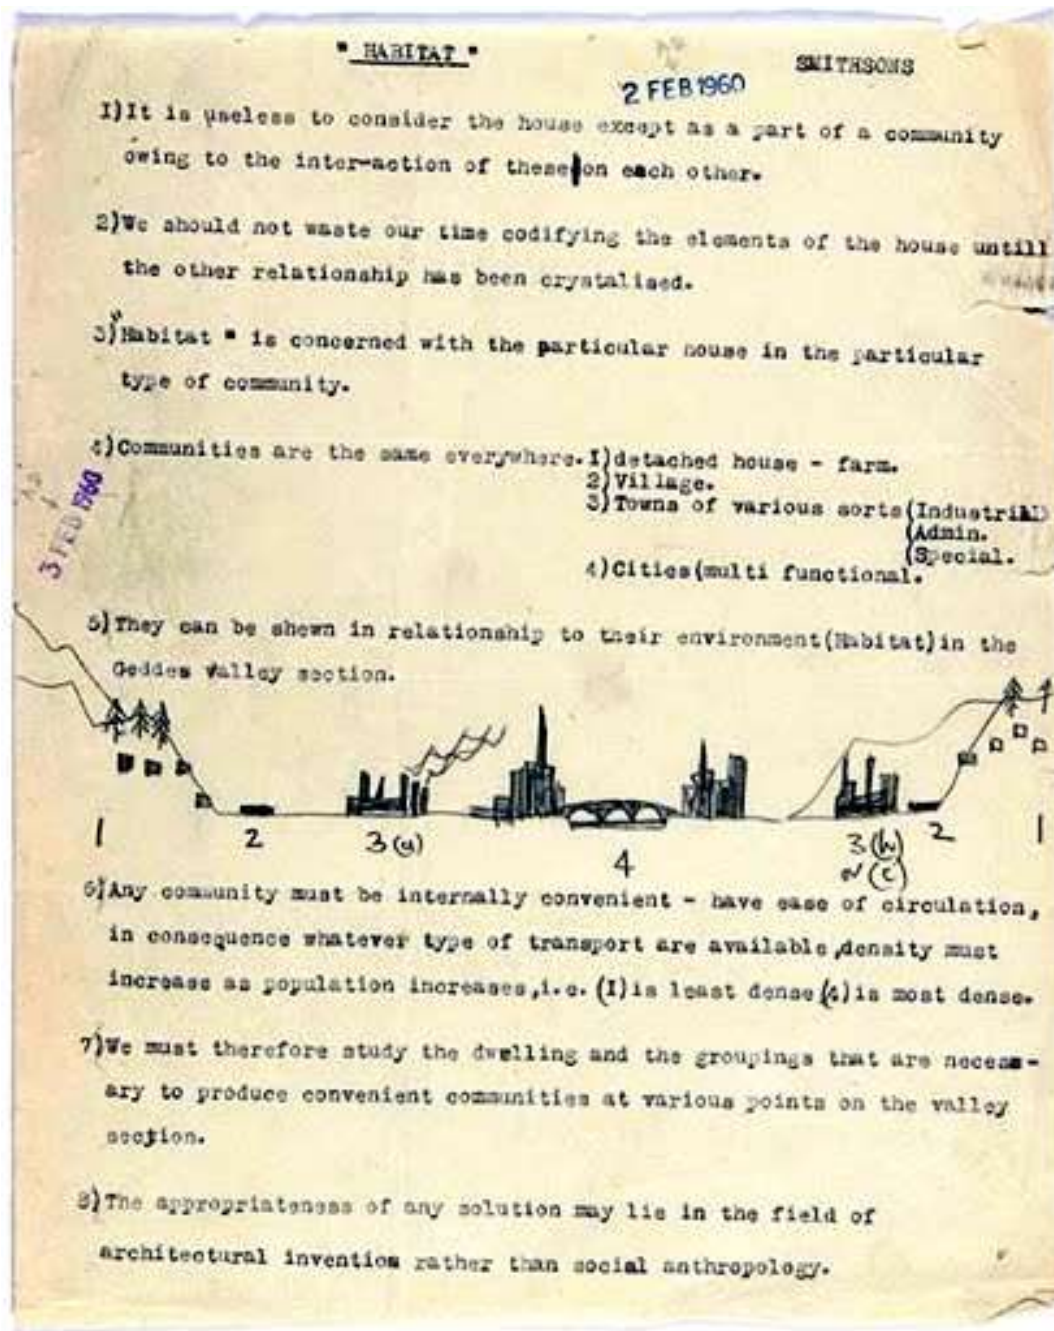 " HABITAT "
SMITHSONS
2 FEB 1960
1)It is useless to consider the house except as a part of a community
owing to the inter-action of these on each other.
2)We should not waste our time codifying the elements of the house untill
the other relationship has been crystalised.
3)"Habitat " is concerned with the particular house in the particular
type of community.
4)Communities are the same everywhere. 1)detached house - farm.
2)Village.
3)Towns of various sorts(Industrial)
(Admin.
(Special.
4)Cities(multi functional.
3 FEB 1960
5)They can be shewn in relationship to their environment(Habitat)in the
Geddes Valley section.
1 2 3(a) 4 3(b) 2 1
or (c)
6)Any community must be internally convenient - have ease of circulation,
in consequence whatever type of transport are available,density must
increase as population increases,i.e.(1)is least dense(4)is most dense.
7)We must therefore study the dwelling and the groupings that are necess-
ary to produce convenient communities at various points on the valley
section.
8)The appropriateness of any solution may lie in the field of
architectural invention rather than social anthropology.